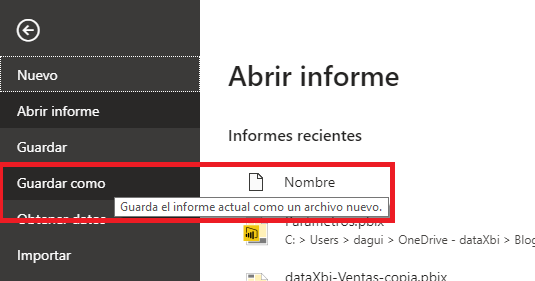 Nuevo
Abrir informe
Guardar
Guardar como
Obtener datos
Importar
Abrir informe
Informes recientes
Nombre
Guarda el informe actual como un archivo nuevo.
Parametros.pbix
C: > Users > dagui > OneDrive - dataXbi > Blog
dataXbi-Ventas-copia.pbix